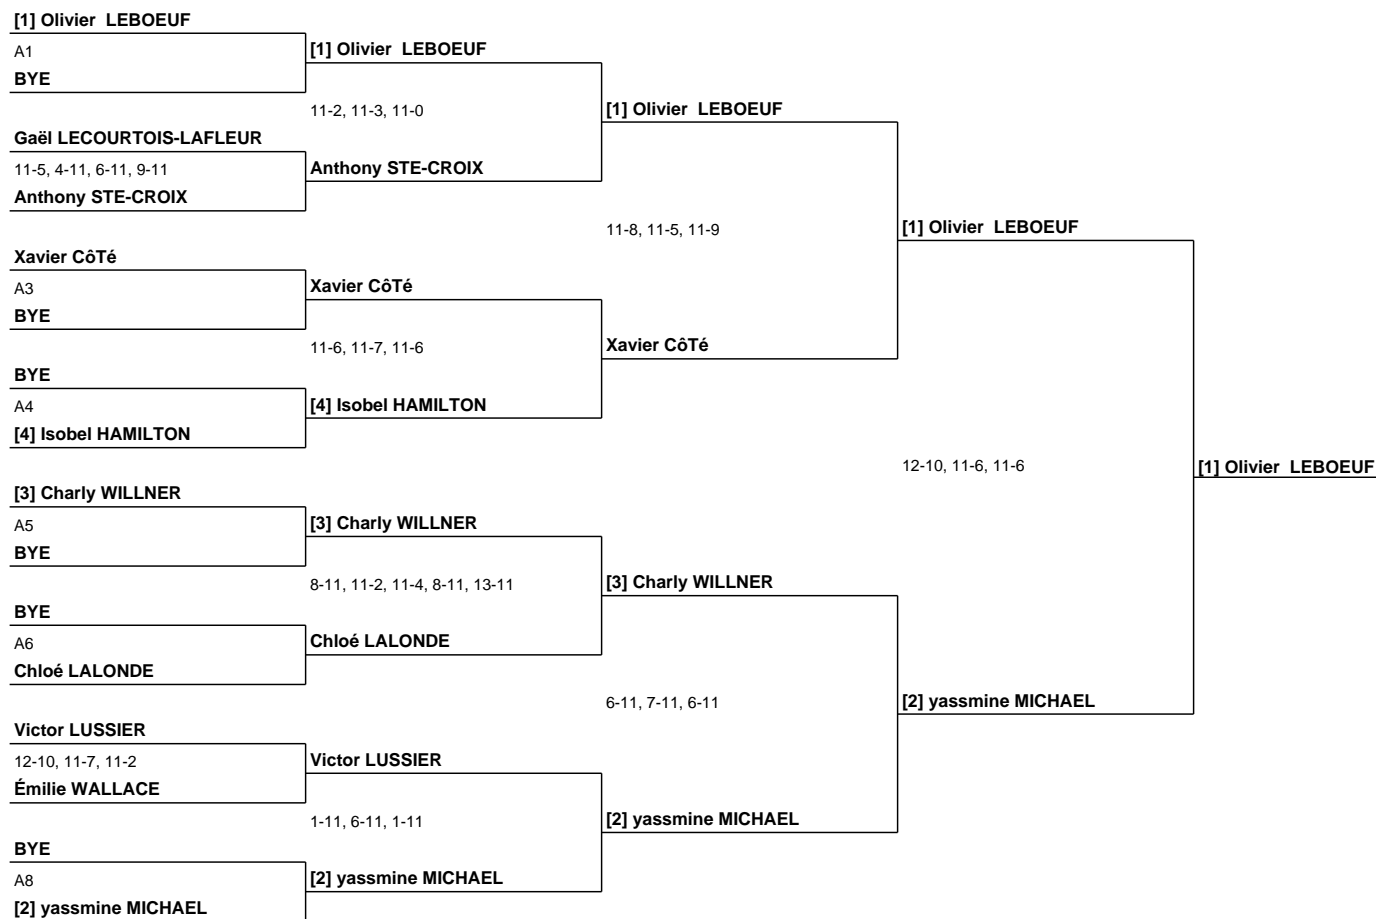 [1] Olivier  LEBOEUF
A1
BYE
[1] Olivier  LEBOEUF
11-2, 11-3, 11-0
Gaël LECOURTOIS-LAFLEUR
11-5, 4-11, 6-11, 9-11
Anthony STE-CROIX
Anthony STE-CROIX
[1] Olivier  LEBOEUF
11-8, 11-5, 11-9
Xavier CôTé
A3
BYE
Xavier CôTé
11-6, 11-7, 11-6
BYE
A4
[4] Isobel HAMILTON
[4] Isobel HAMILTON
Xavier CôTé
[1] Olivier  LEBOEUF
12-10, 11-6, 11-6
[1] Olivier  LEBOEUF
[3] Charly WILLNER
A5
BYE
[3] Charly WILLNER
8-11, 11-2, 11-4, 8-11, 13-11
BYE
A6
Chloé LALONDE
Chloé LALONDE
[3] Charly WILLNER
6-11, 7-11, 6-11
[2] yassmine MICHAEL
Victor LUSSIER
12-10, 11-7, 11-2
Émilie WALLACE
Victor LUSSIER
1-11, 6-11, 1-11
[2] yassmine MICHAEL
BYE
A8
[2] yassmine MICHAEL
[2] yassmine MICHAEL